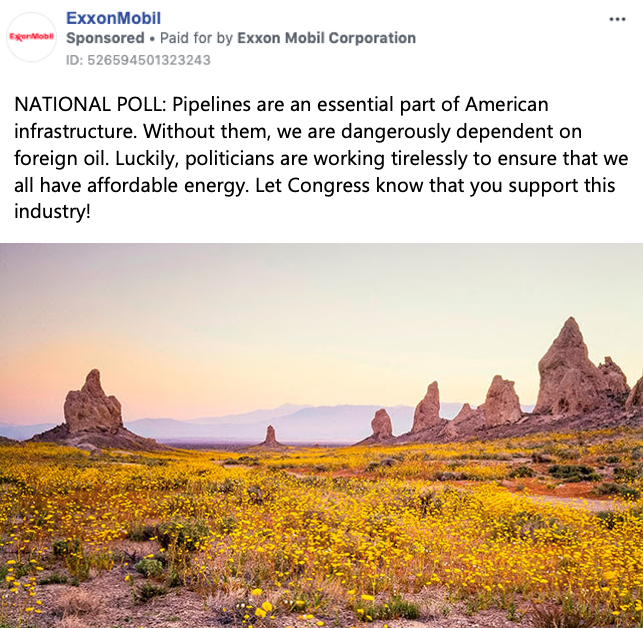 ExxonMobil
ExxonMobil
Sponsored • Paid for by Exxon Mobil Corporation
ID: 526594501323243
NATIONAL POLL: Pipelines are an essential part of American
infrastructure. Without them, we are dangerously dependent on
foreign oil. Luckily, politicians are working tirelessly to ensure that we
all have affordable energy. Let Congress know that you support this
industry!